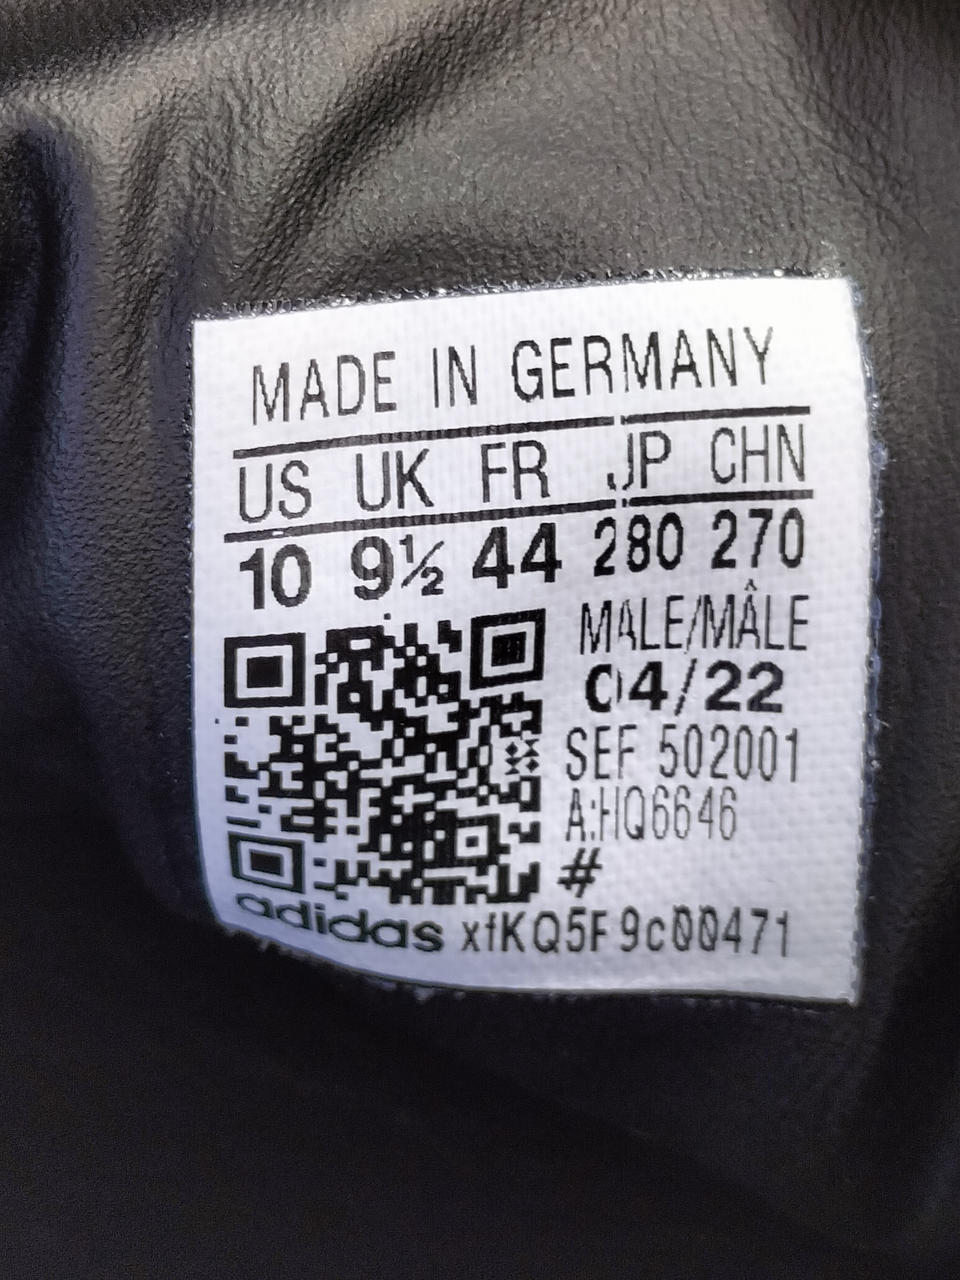 MADE IN GERMANY
US UK FR JP CHN
10 9½ 44 280 270
MALE/MÂLE
04/22
SEF 502001
A:HQ6646
#
adidas xfKQ5F9c00471